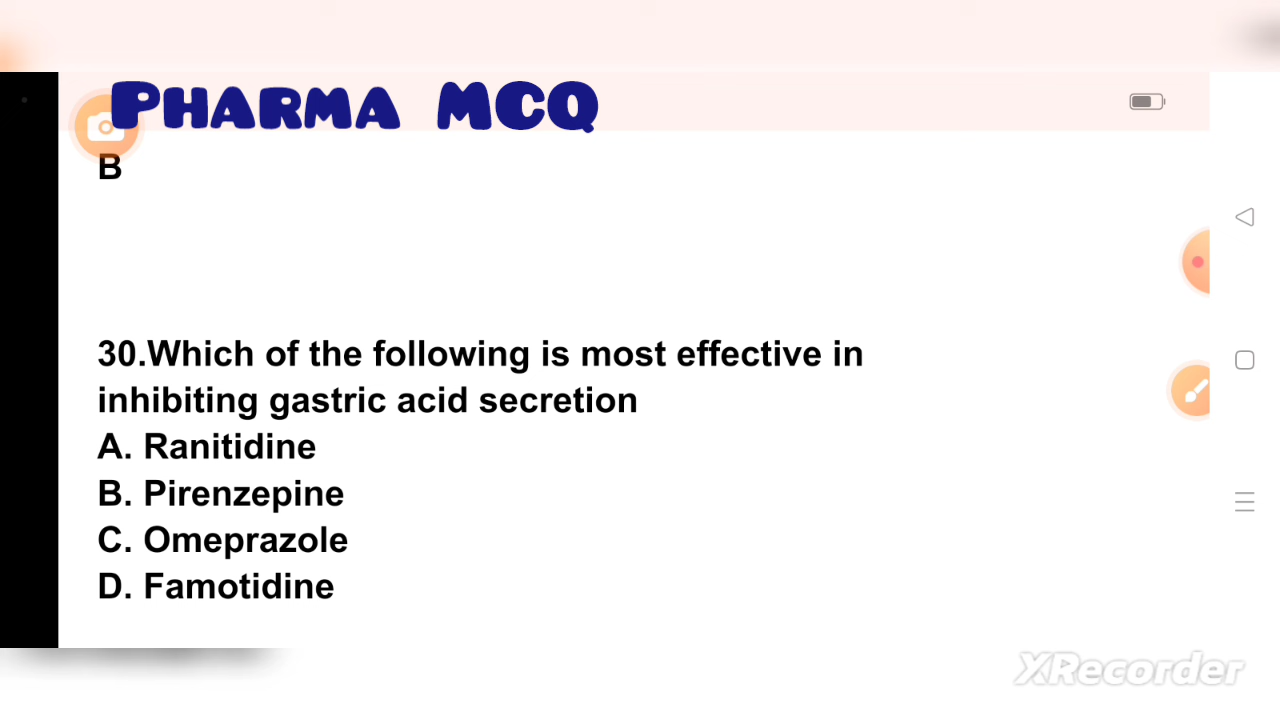 PHARMA MCQ
B
30.Which of the following is most effective in
inhibiting gastric acid secretion
A. Ranitidine
B. Pirenzepine
C. Omeprazole
D. Famotidine
XRecorder